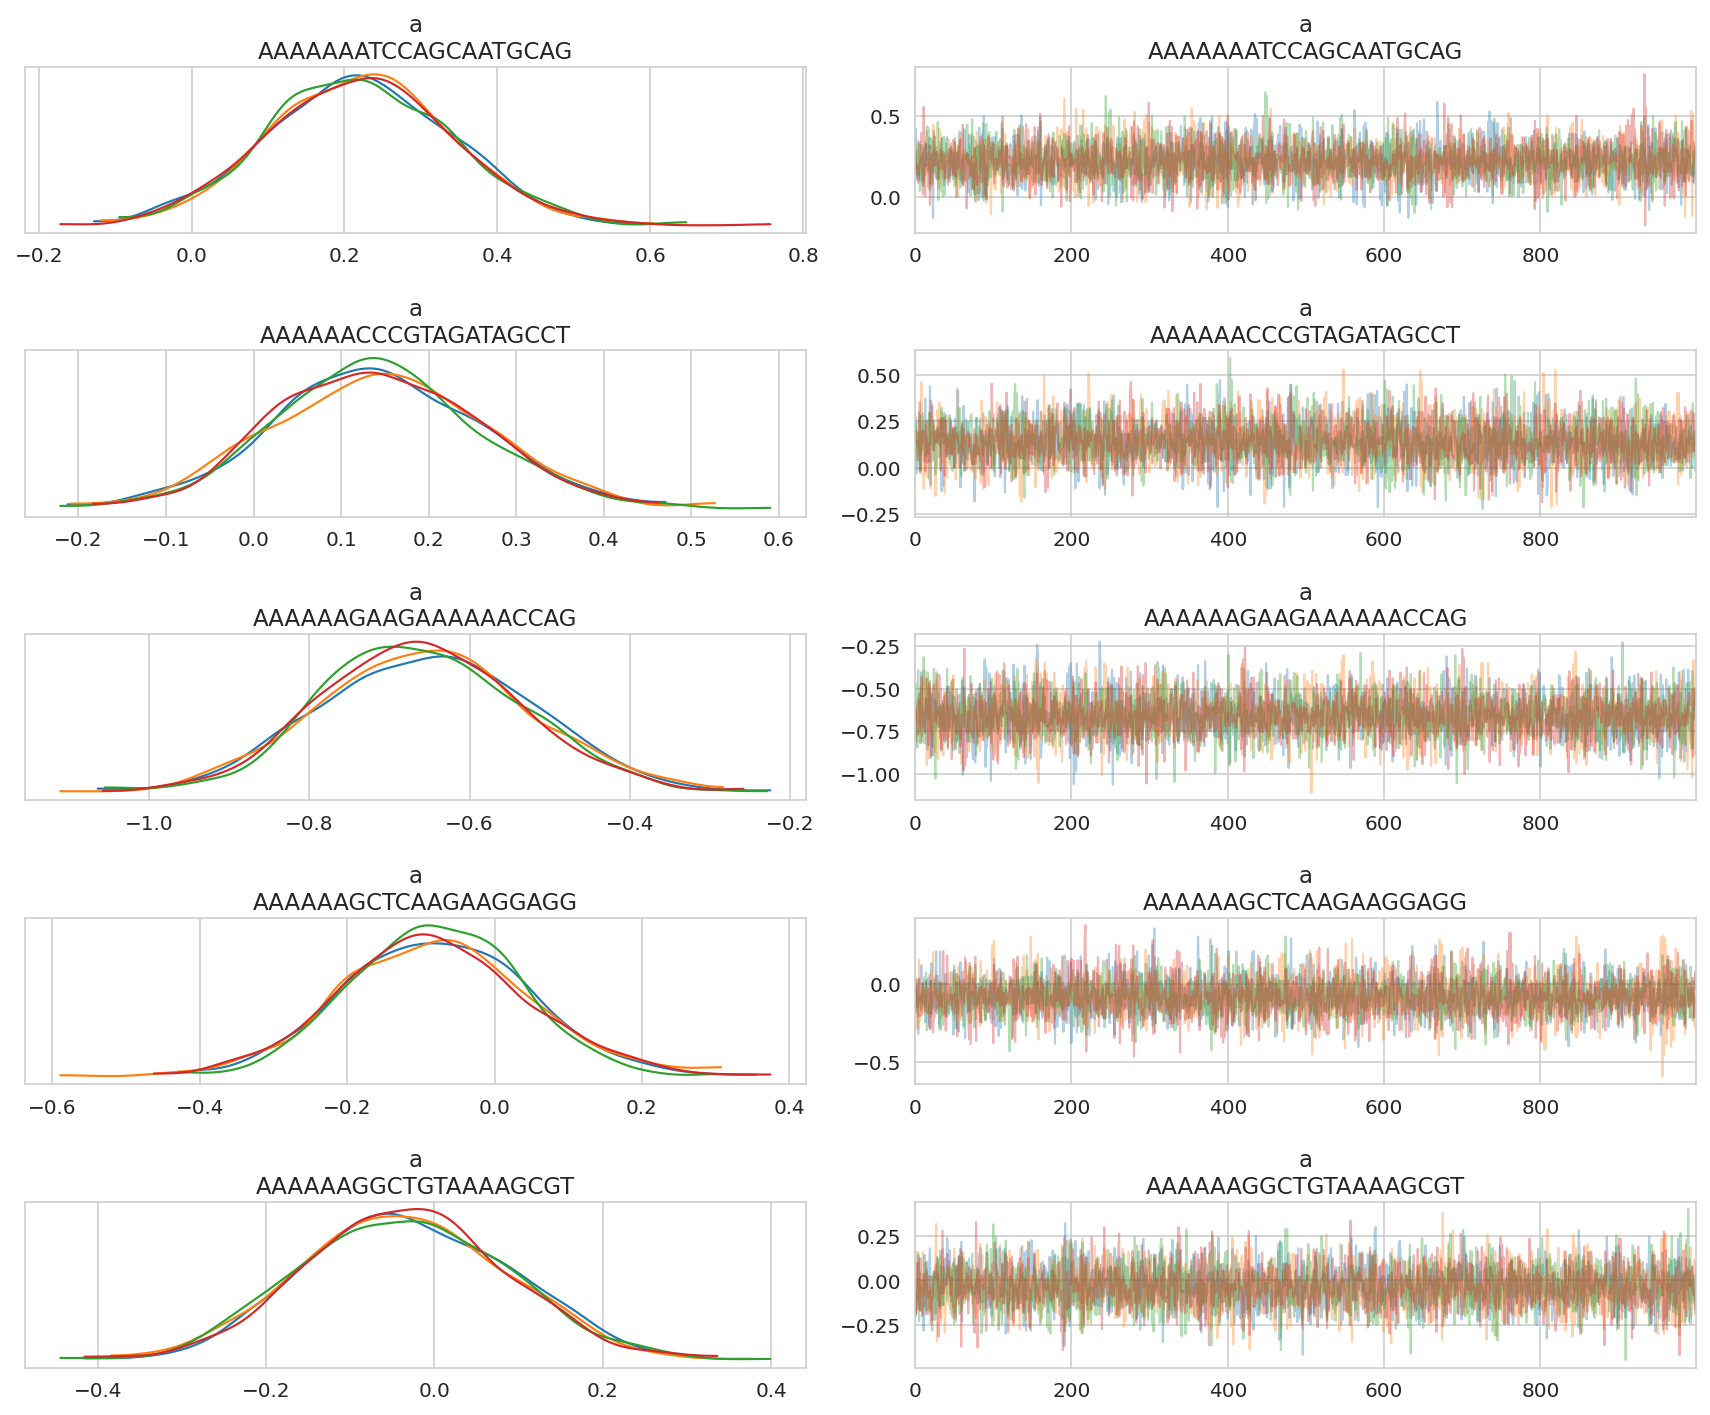 a
AAAAAAATCCAGCAATGCAG
−0.2 0.0 0.2 0.4 0.6 0.8
a
AAAAAAATCCAGCAATGCAG
0.5
0.0
0 200 400 600 800
a
AAAAAACCCGTAGATAGCCT
−0.2 −0.1 0.0 0.1 0.2 0.3 0.4 0.5 0.6
a
AAAAAACCCGTAGATAGCCT
0.50
0.25
0.00
−0.25
0 200 400 600 800
a
AAAAAAGAAGAAAAAACCAG
−1.0 −0.8 −0.6 −0.4 −0.2
a
AAAAAAGAAGAAAAAACCAG
−0.25
−0.50
−0.75
−1.00
0 200 400 600 800
a
AAAAAAGCTCAAGAAGGAGG
−0.6 −0.4 −0.2 0.0 0.2 0.4
a
AAAAAAGCTCAAGAAGGAGG
0.0
−0.5
0 200 400 600 800
a
AAAAAAGGCTGTAAAAGCGT
−0.4 −0.2 0.0 0.2 0.4
a
AAAAAAGGCTGTAAAAGCGT
0.25
0.00
−0.25
0 200 400 600 800